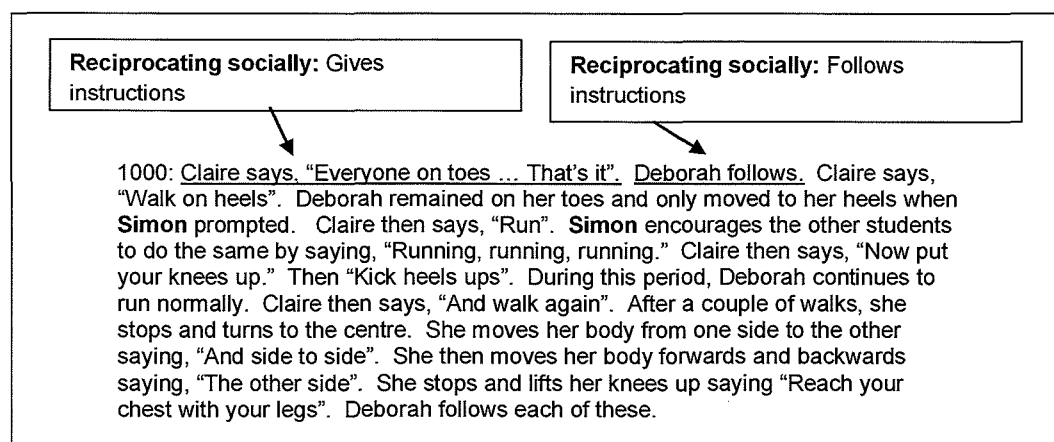 Reciprocating socially: Gives
instructions
Reciprocating socially: Follows
instructions
1000: Claire says, “Everyone on toes ... That’s it”. Deborah follows. Claire says,
“Walk on heels”. Deborah remained on her toes and only moved to her heels when
Simon prompted. Claire then says, “Run”. Simon encourages the other students
to do the same by saying, “Running, running, running.” Claire then says, “Now put
your knees up.” Then “Kick heels ups”. During this period, Deborah continues to
run normally. Claire then says, “And walk again”. After a couple of walks, she
stops and turns to the centre. She moves her body from one side to the other
saying, “And side to side”. She then moves her body forwards and backwards
saying, “The other side”. She stops and lifts her knees up saying “Reach your
chest with your legs”. Deborah follows each of these.